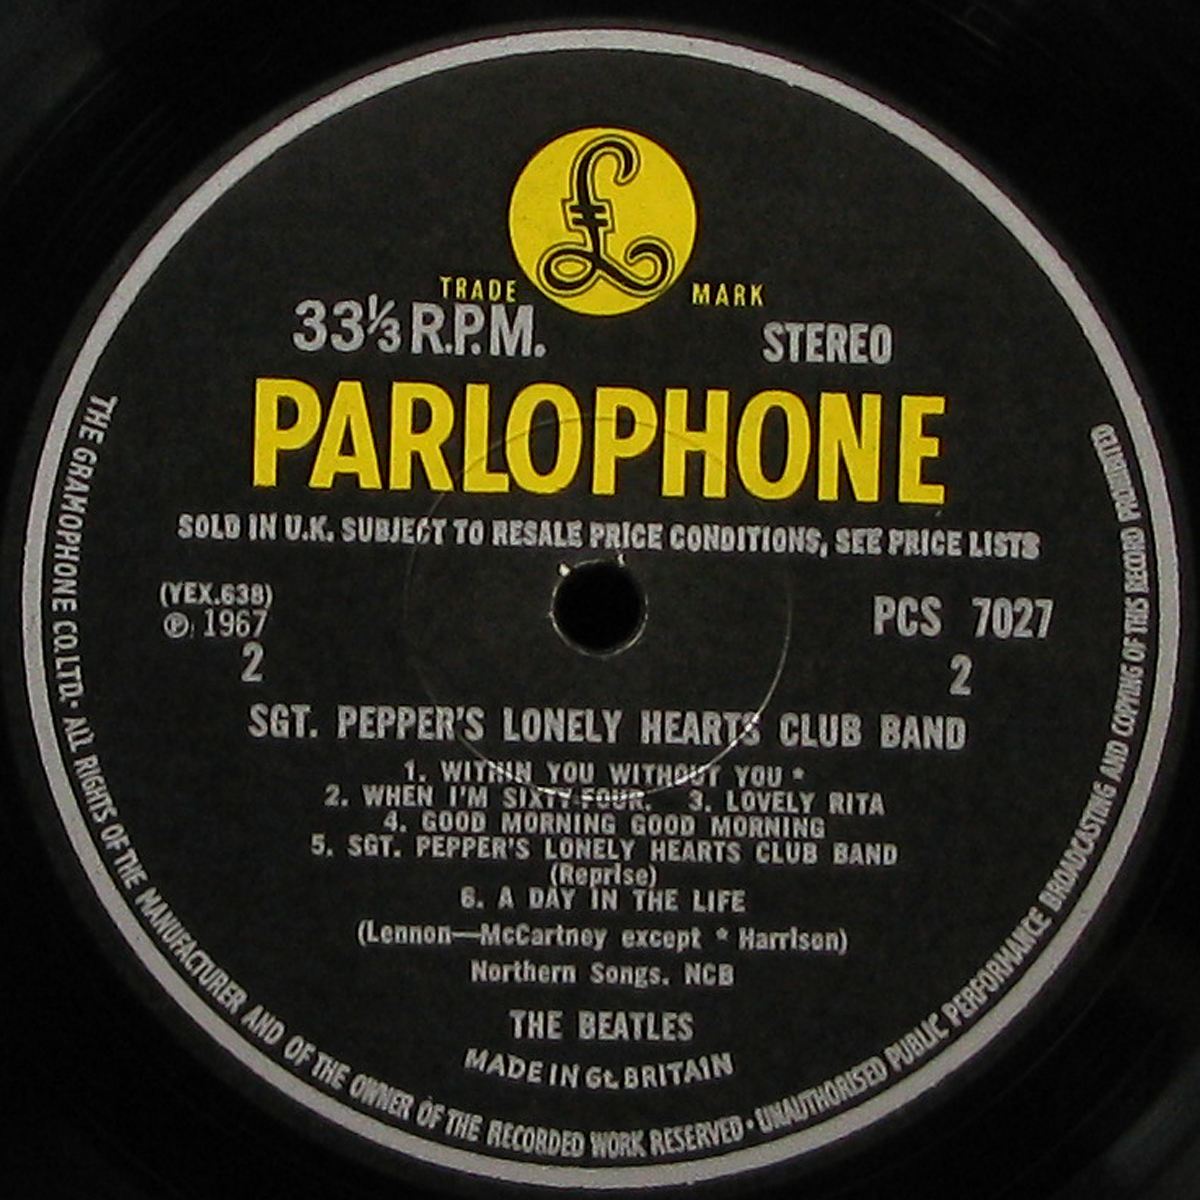 £
TRADE MARK
33⅓ R.P.M. STEREO
PARLOPHONE
SOLD IN U.K. SUBJECT TO RESALE PRICE CONDITIONS, SEE PRICE LISTS
(YEX.638)
℗ 1967 PCS 7027
2 2
SGT. PEPPER'S LONELY HEARTS CLUB BAND
1. WITHIN YOU WITHOUT YOU *
2. WHEN I'M SIXTY-FOUR. 3. LOVELY RITA
4. GOOD MORNING GOOD MORNING
5. SGT. PEPPER'S LONELY HEARTS CLUB BAND
(Reprise)
6. A DAY IN THE LIFE
(Lennon—McCartney except * Harrison)
Northern Songs. NCB
THE BEATLES
MADE IN Gt. BRITAIN
THE GRAMOPHONE CO. LTD. · ALL RIGHTS OF THE MANUFACTURER AND OF THE OWNER OF THE RECORDED WORK RESERVED · UNAUTHORISED PUBLIC PERFORMANCE BROADCASTING AND COPYING OF THIS RECORD PROHIBITED